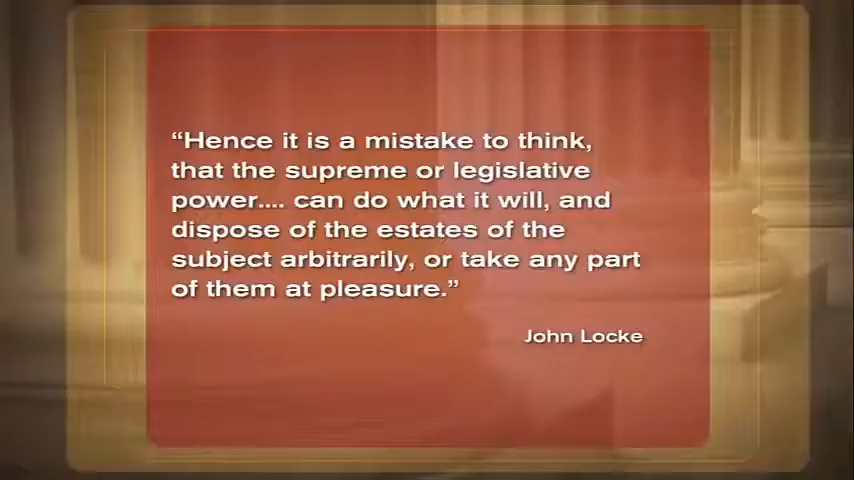 “Hence it is a mistake to think,
that the supreme or legislative
power.... can do what it will, and
dispose of the estates of the
subject arbitrarily, or take any part
of them at pleasure.”
John Locke